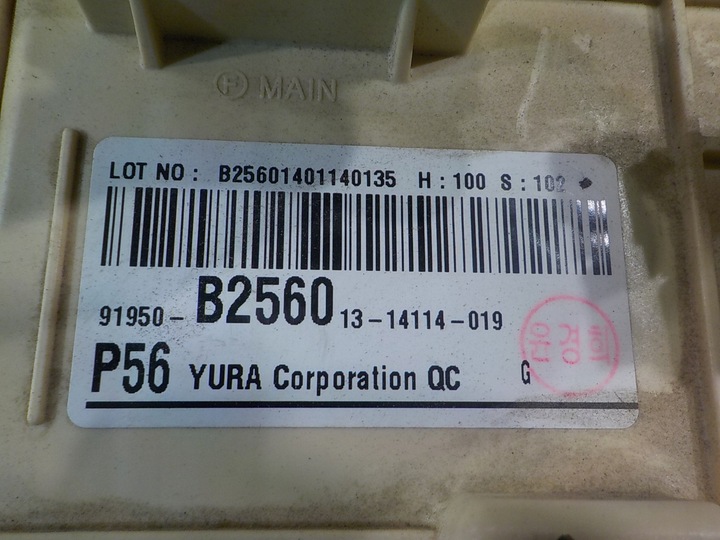 H MAIN
LOT NO : B25601401140135 H : 100 S : 102
91950- B2560 13-14114-019
P56 YURA Corporation QC G